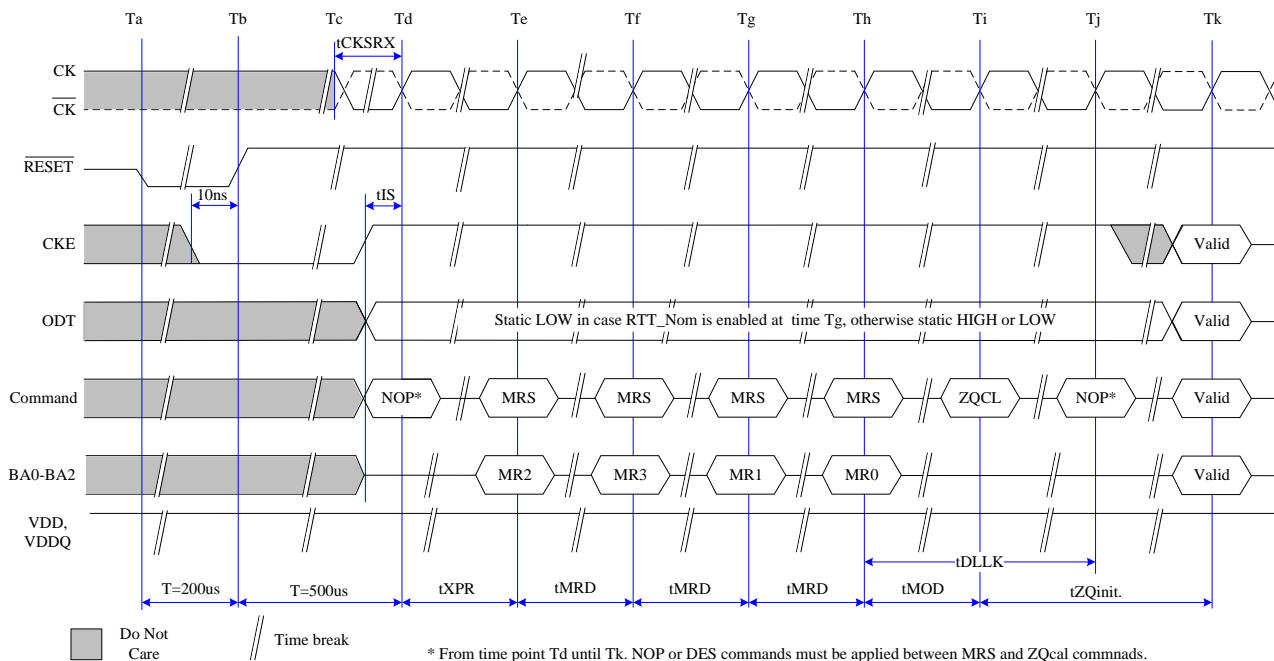 Ta Tb Tc Td Te Tf Tg Th Ti Tj Tk
tCKSRX
CK
CK
RESET
10ns tIS
CKE Valid
ODT Static LOW in case RTT_Nom is enabled at time Tg, otherwise static HIGH or LOW Valid
Command NOP* MRS MRS MRS MRS ZQCL NOP* Valid
BA0-BA2 MR2 MR3 MR1 MR0 Valid
VDD,
VDDQ
tDLLK
T=200us T=500us tXPR tMRD tMRD tMRD tMOD tZQinit.
Do Not
Care
Time break
* From time point Td until Tk. NOP or DES commands must be applied between MRS and ZQcal commnads.